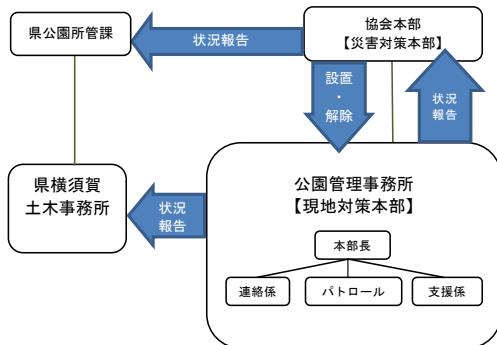 県公園所管課
状況報告
協会本部
【災害対策本部】
設置
・
解除
状況
報告
県横須賀
土木事務所
状況
報告
公園管理事務所
【現地対策本部】
本部長
連絡係
パトロール
支援係